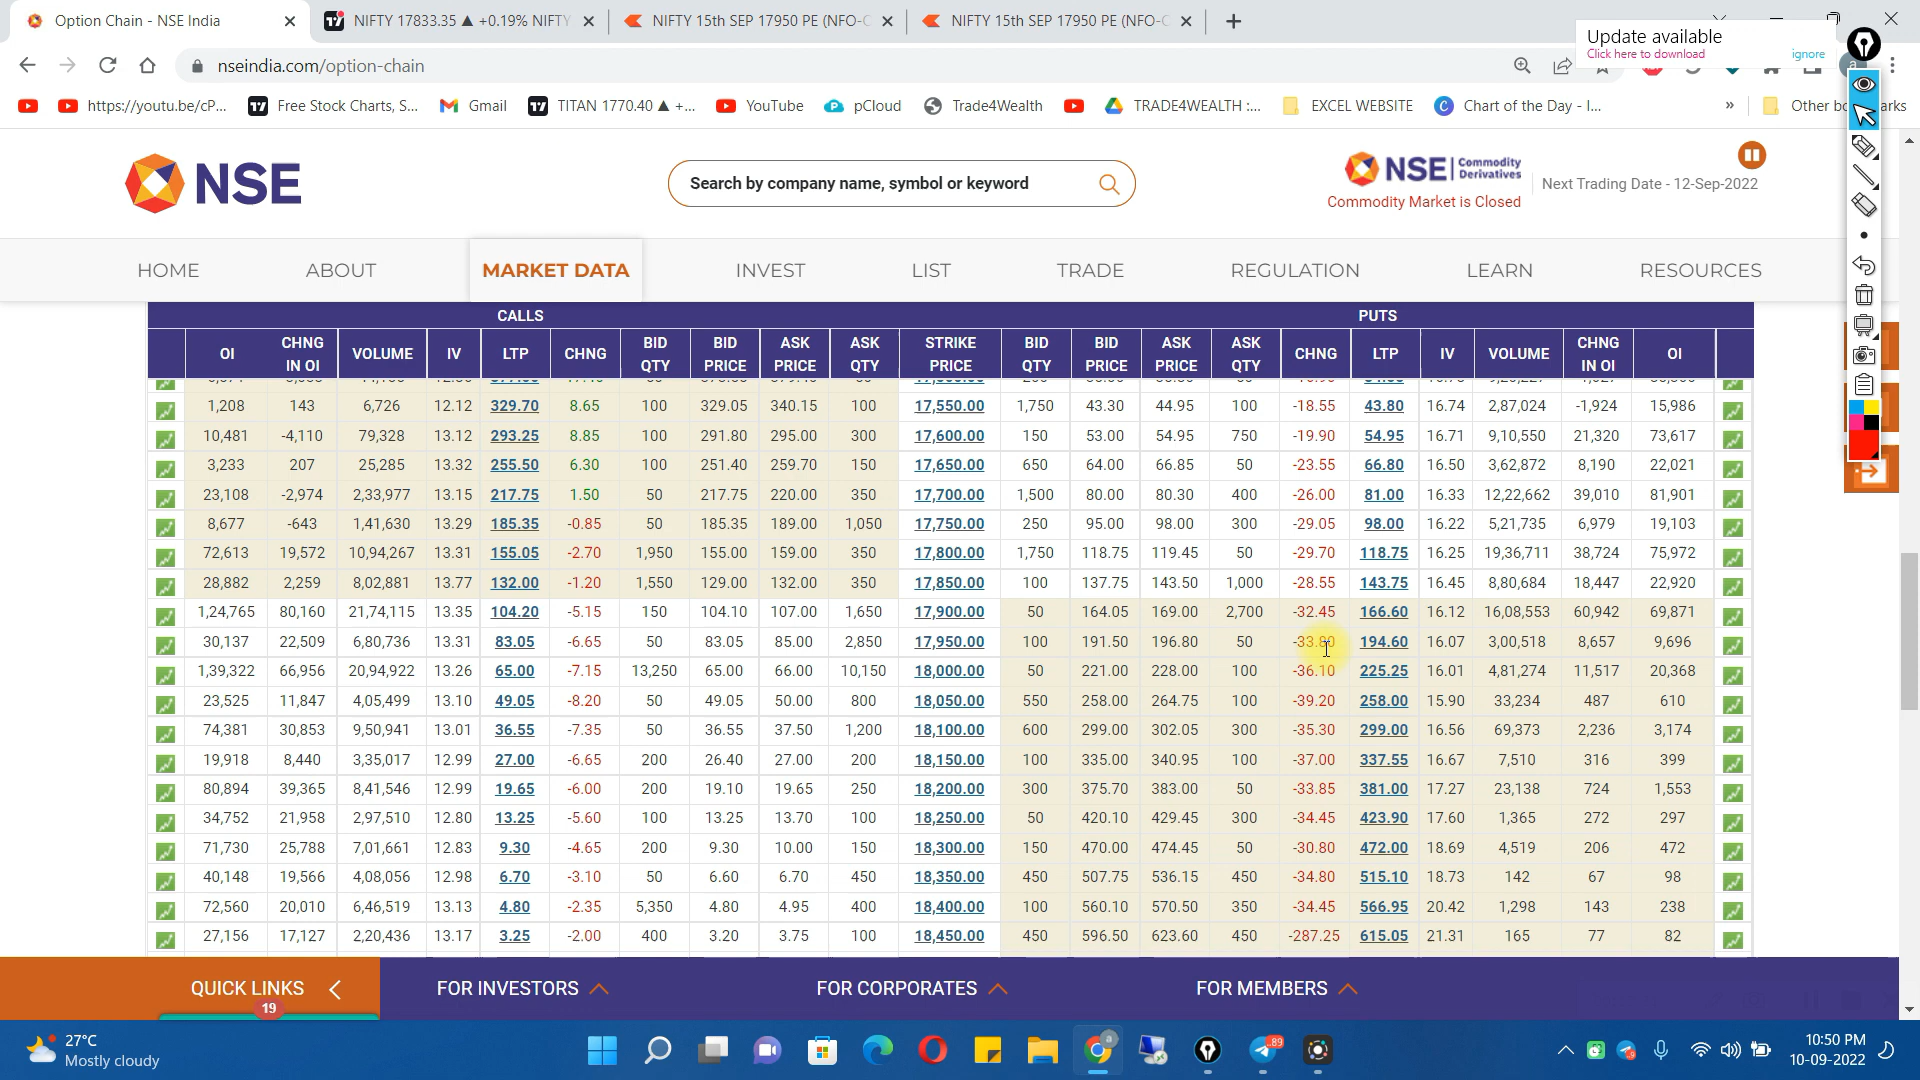 Option Chain - NSE India
NIFTY 17833.35 ▲ +0.19% NIFTY
NIFTY 15th SEP 17950 PE (NFO-O
NIFTY 15th SEP 17950 PE (NFO-O
Update available
Click here to download ignore
nseindia.com/option-chain
https://youtu.be/cP... Free Stock Charts, S... Gmail TITAN 1770.40 ▲ +... YouTube pCloud Trade4Wealth TRADE4WEALTH :... EXCEL WEBSITE Chart of the Day - I... » Other bo arks
NSE
Search by company name, symbol or keyword
NSE Commodity Derivatives
Commodity Market is Closed
Next Trading Date - 12-Sep-2022
HOME ABOUT MARKET DATA INVEST LIST TRADE REGULATION LEARN RESOURCES
CALLS PUTS
OI CHNG IN OI VOLUME IV LTP CHNG BID QTY BID PRICE ASK PRICE ASK QTY STRIKE PRICE BID QTY BID PRICE ASK PRICE ASK QTY CHNG LTP IV VOLUME CHNG IN OI OI
1,208 143 6,726 12.12 329.70 8.65 100 329.05 340.15 100 17,550.00 1,750 43.30 44.95 100 -18.55 43.80 16.74 2,87,024 -1,924 15,986
10,481 -4,110 79,328 13.12 293.25 8.85 100 291.80 295.00 300 17,600.00 150 53.00 54.95 750 -19.90 54.95 16.71 9,10,550 21,320 73,617
3,233 207 25,285 13.32 255.50 6.30 100 251.40 259.70 150 17,650.00 650 64.00 66.85 50 -23.55 66.80 16.50 3,62,872 8,190 22,021
23,108 -2,974 2,33,977 13.15 217.75 1.50 50 217.75 220.00 350 17,700.00 1,500 80.00 80.30 400 -26.00 81.00 16.33 12,22,662 39,010 81,901
8,677 -643 1,41,630 13.29 185.35 -0.85 50 185.35 189.00 1,050 17,750.00 250 95.00 98.00 300 -29.05 98.00 16.22 5,21,735 6,979 19,103
72,613 19,572 10,94,267 13.31 155.05 -2.70 1,950 155.00 159.00 350 17,800.00 1,750 118.75 119.45 50 -29.70 118.75 16.25 19,36,711 38,724 75,972
28,882 2,259 8,02,881 13.77 132.00 -1.20 1,550 129.00 132.00 350 17,850.00 100 137.75 143.50 1,000 -28.55 143.75 16.45 8,80,684 18,447 22,920
1,24,765 80,160 21,74,115 13.35 104.20 -5.15 150 104.10 107.00 1,650 17,900.00 50 164.05 169.00 2,700 -32.45 166.60 16.12 16,08,553 60,942 69,871
30,137 22,509 6,80,736 13.31 83.05 -6.65 50 83.05 85.00 2,850 17,950.00 100 191.50 196.80 50 -33.80 194.60 16.07 3,00,518 8,657 9,696
1,39,322 66,956 20,94,922 13.26 65.00 -7.15 13,250 65.00 66.00 10,150 18,000.00 50 221.00 228.00 100 -36.10 225.25 16.01 4,81,274 11,517 20,368
23,525 11,847 4,05,499 13.10 49.05 -8.20 50 49.05 50.00 800 18,050.00 550 258.00 264.75 100 -39.20 258.00 15.90 33,234 487 610
74,381 30,853 9,50,941 13.01 36.55 -7.35 50 36.55 37.50 1,200 18,100.00 600 299.00 302.05 300 -35.30 299.00 16.56 69,373 2,236 3,174
19,918 8,440 3,35,017 12.99 27.00 -6.65 200 26.40 27.00 200 18,150.00 100 335.00 340.95 100 -37.00 337.55 16.67 7,510 316 399
80,894 39,365 8,41,546 12.99 19.65 -6.00 200 19.10 19.65 250 18,200.00 300 375.70 383.00 50 -33.85 381.00 17.27 23,138 724 1,553
34,752 21,958 2,97,510 12.80 13.25 -5.60 100 13.25 13.70 100 18,250.00 50 420.10 429.45 300 -34.45 423.90 17.60 1,365 272 297
71,730 25,788 7,01,661 12.83 9.30 -4.65 200 9.30 10.00 150 18,300.00 150 470.00 474.45 50 -30.80 472.00 18.69 4,519 206 472
40,148 19,566 4,08,056 12.98 6.70 -3.10 50 6.60 6.70 450 18,350.00 450 507.75 536.15 450 -34.80 515.10 18.73 142 67 98
72,560 20,010 6,46,519 13.13 4.80 -2.35 5,350 4.80 4.95 400 18,400.00 100 560.10 570.50 350 -34.45 566.95 20.42 1,298 143 238
27,156 17,127 2,20,436 13.17 3.25 -2.00 400 3.20 3.75 100 18,450.00 450 596.50 623.60 450 -287.25 615.05 21.31 165 77 82
QUICK LINKS FOR INVESTORS FOR CORPORATES FOR MEMBERS
19
27°C
Mostly cloudy
89
10:50 PM
10-09-2022